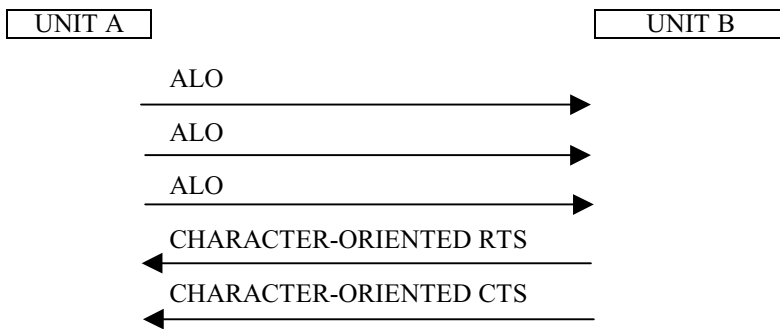 UNIT A
UNIT B
ALO
ALO
ALO
CHARACTER-ORIENTED RTS
CHARACTER-ORIENTED CTS